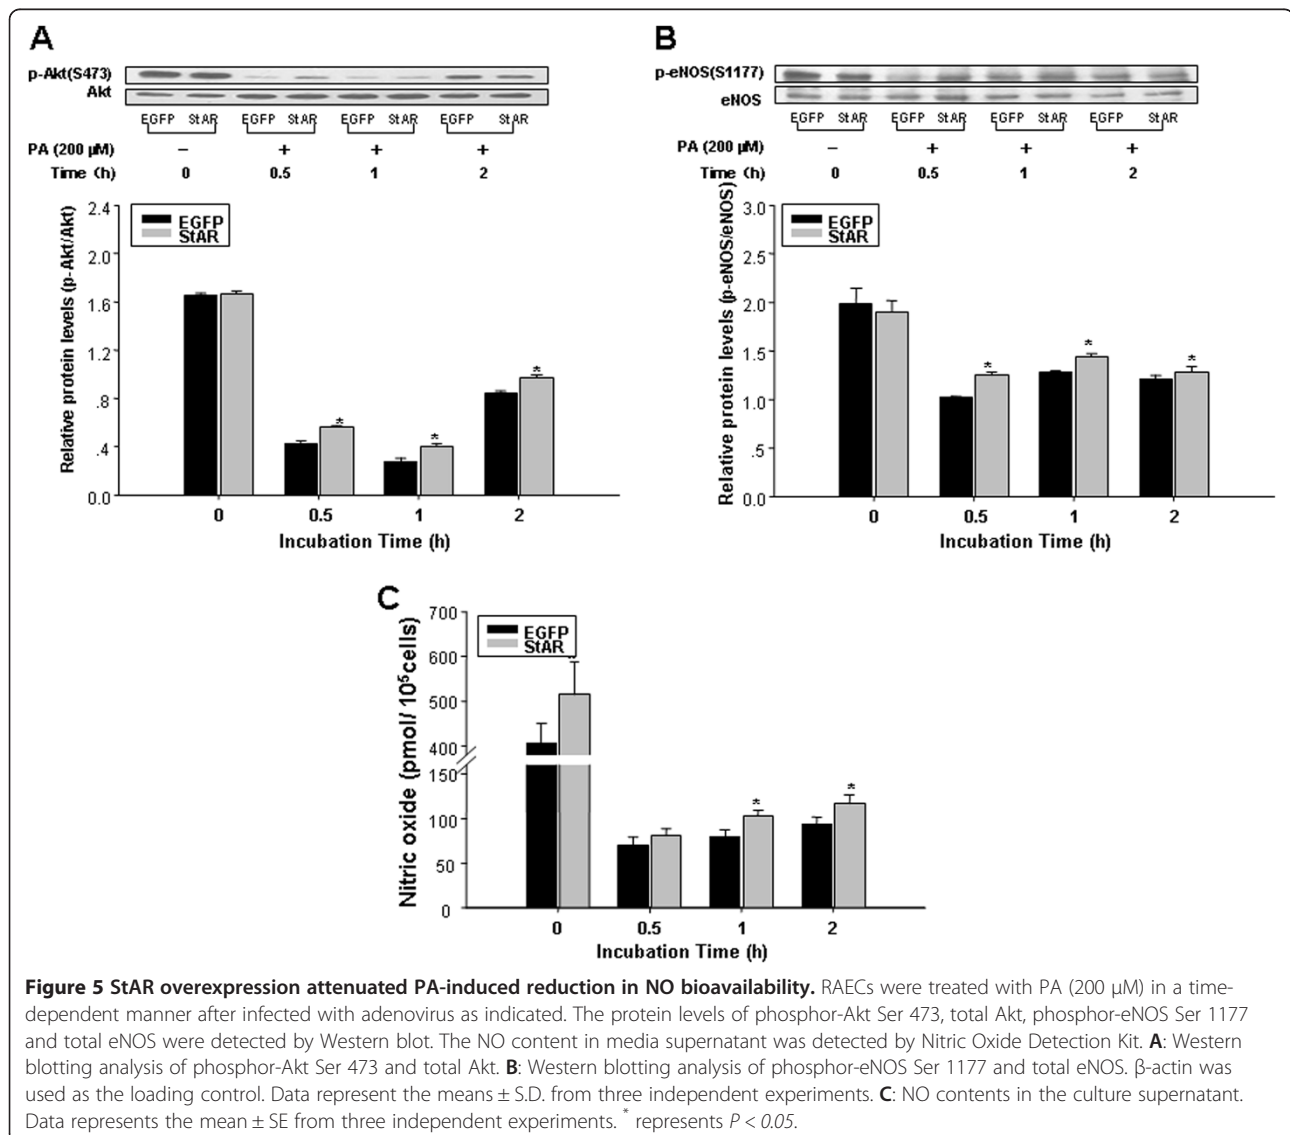 A
p-Akt(S473)
Akt
EGFP StAR EGFP StAR EGFP StAR EGFP StAR
PA (200 µM) – + + +
Time (h) 0 0.5 1 2
Relative protein levels (p-Akt/Akt)
2.4
2.0
1.6
1.2
.8
.4
0.0
EGFP
StAR
* * *
0 0.5 1 2
Incubation Time (h)
B
p-eNOS(S1177)
eNOS
EGFP StAR EGFP StAR EGFP StAR EGFP StAR
PA (200 µM) – + + +
Time (h) 0 0.5 1 2
Relative protein levels (p-eNOS/eNOS)
3.0
2.5
2.0
1.5
1.0
.5
0.0
EGFP
StAR
* * *
0 0.5 1 2
Incubation Time (h)
C
Nitric oxide (pmol/ 10⁵cells)
700
600
500
400
150
100
50
0
EGFP
StAR
* * *
0 0.5 1 2
Incubation Time (h)
Figure 5 StAR overexpression attenuated PA-induced reduction in NO bioavailability. RAECs were treated with PA (200 µM) in a time-
dependent manner after infected with adenovirus as indicated. The protein levels of phosphor-Akt Ser 473, total Akt, phosphor-eNOS Ser 1177
and total eNOS were detected by Western blot. The NO content in media supernatant was detected by Nitric Oxide Detection Kit. A: Western
blotting analysis of phosphor-Akt Ser 473 and total Akt. B: Western blotting analysis of phosphor-eNOS Ser 1177 and total eNOS. β-actin was
used as the loading control. Data represent the means ± S.D. from three independent experiments. C: NO contents in the culture supernatant.
Data represents the mean ± SE from three independent experiments. * represents P < 0.05.